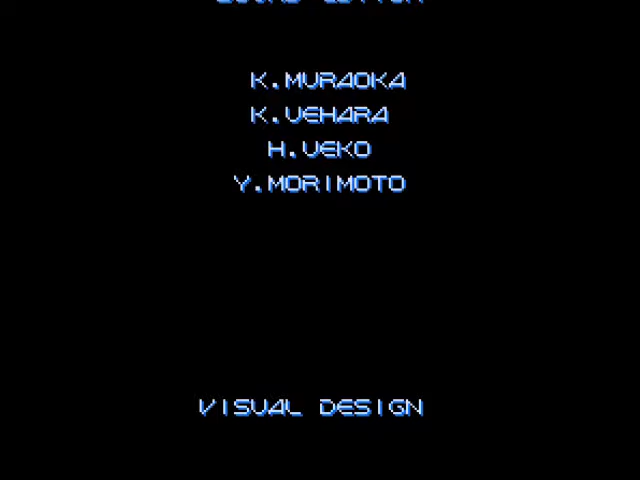 K.MURAOKA
K.UEHARA
H.UEKO
Y.MORIMOTO
VISUAL DESIGN